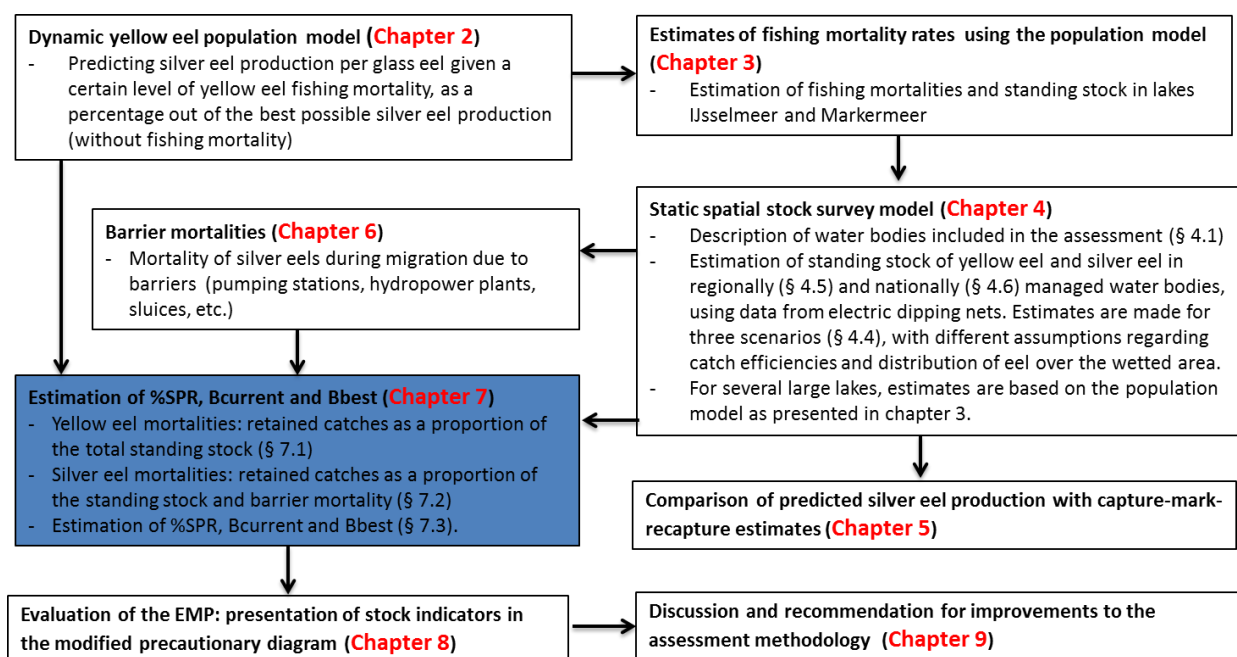 Dynamic yellow eel population model (Chapter 2)
- Predicting silver eel production per glass eel given a
certain level of yellow eel fishing mortality, as a
percentage out of the best possible silver eel production
(without fishing mortality)
Estimates of fishing mortality rates using the population model
(Chapter 3)
- Estimation of fishing mortalities and standing stock in lakes
IJsselmeer and Markermeer
Barrier mortalities (Chapter 6)
- Mortality of silver eels during migration due to
barriers (pumping stations, hydropower plants,
sluices, etc.)
Static spatial stock survey model (Chapter 4)
- Description of water bodies included in the assessment (§ 4.1)
- Estimation of standing stock of yellow eel and silver eel in
regionally (§ 4.5) and nationally (§ 4.6) managed water bodies,
using data from electric dipping nets. Estimates are made for
three scenarios (§ 4.4), with different assumptions regarding
catch efficiencies and distribution of eel over the wetted area.
- For several large lakes, estimates are based on the population
model as presented in chapter 3.
Estimation of %SPR, Bcurrent and Bbest (Chapter 7)
- Yellow eel mortalities: retained catches as a proportion of
the total standing stock (§ 7.1)
- Silver eel mortalities: retained catches as a proportion of
the standing stock and barrier mortality (§ 7.2)
- Estimation of %SPR, Bcurrent and Bbest (§ 7.3).
Comparison of predicted silver eel production with capture-mark-
recapture estimates (Chapter 5)
Evaluation of the EMP: presentation of stock indicators in
the modified precautionary diagram (Chapter 8)
Discussion and recommendation for improvements to the
assessment methodology (Chapter 9)